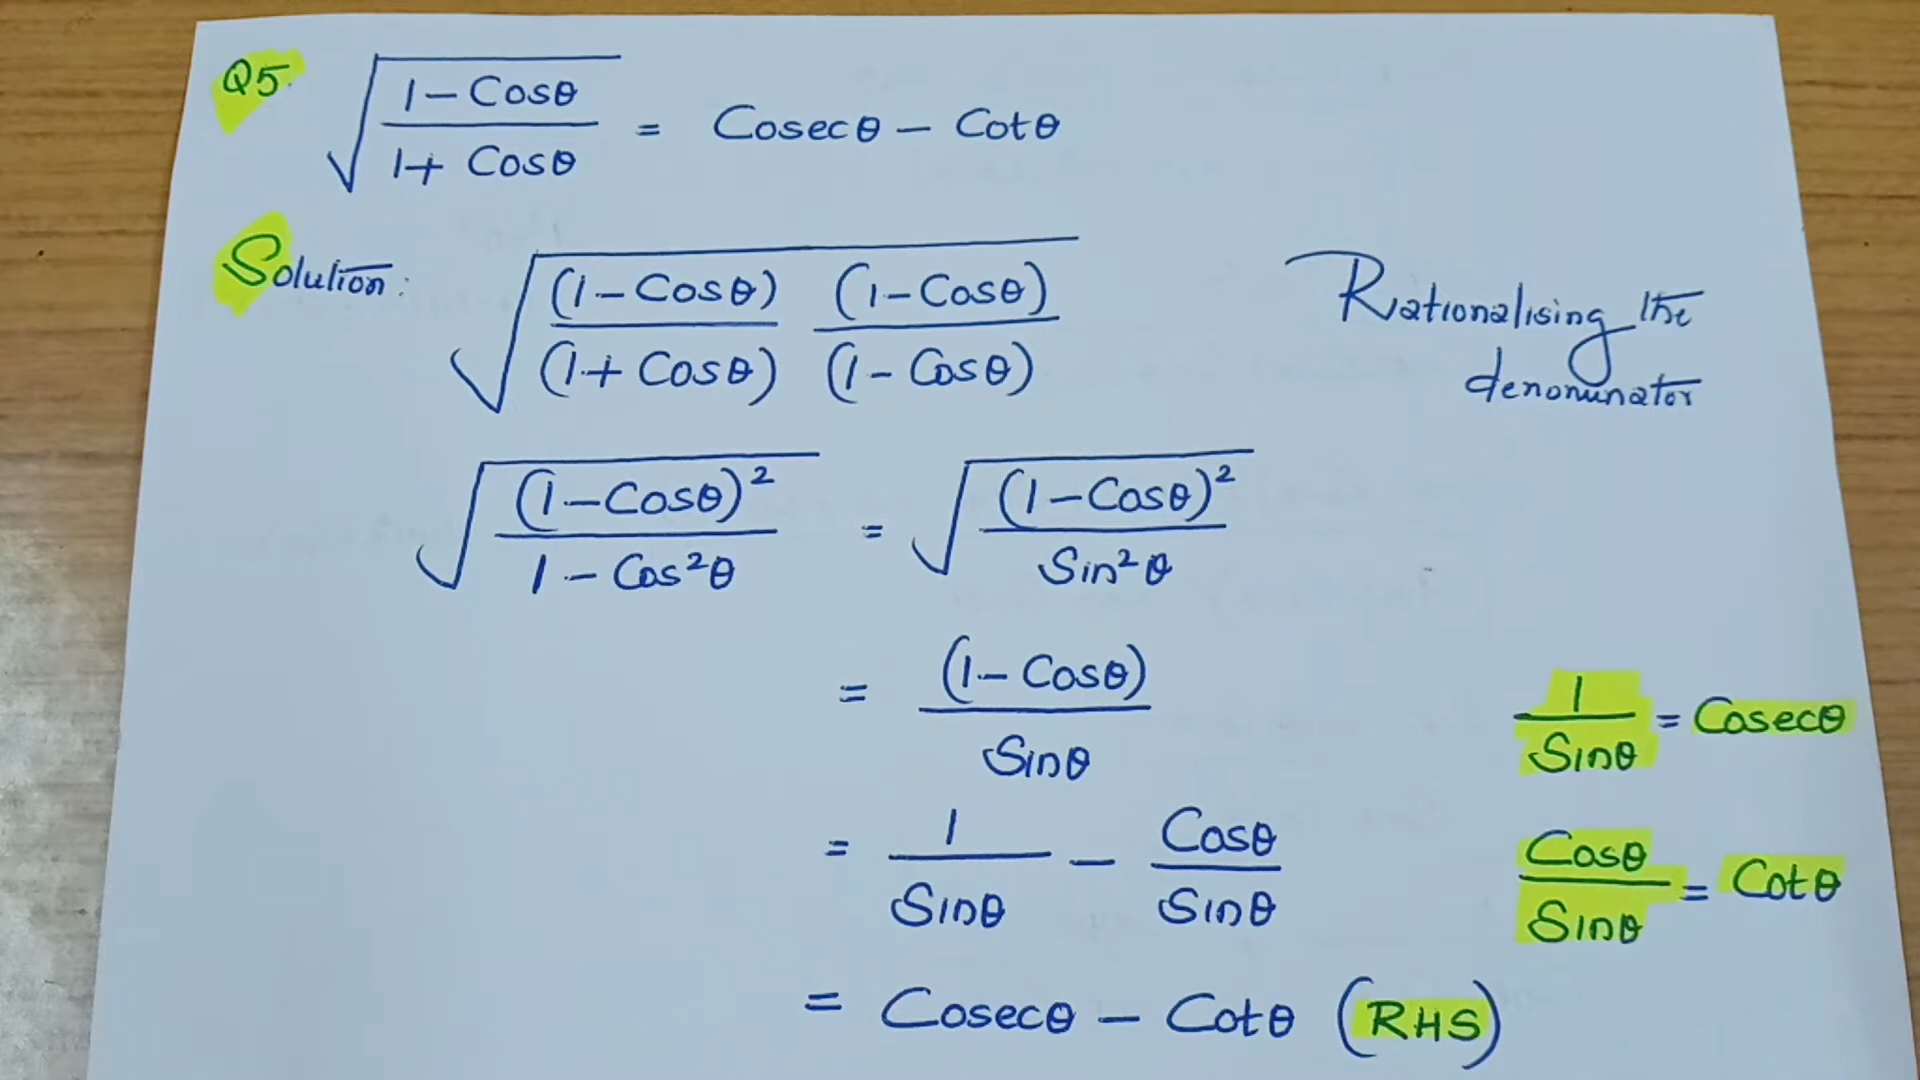 Q5. √((1 - Cosθ)/(1 + Cosθ)) = Cosecθ - Cotθ
Solution: √((1 - Cosθ)/(1 + Cosθ) (1 - Cosθ)/(1 - Cosθ))
Rationalising the
denominator
√((1 - Cosθ)²/(1 - Cos²θ)) = √((1 - Cosθ)²/Sin²θ)
= (1 - Cosθ)/Sinθ
1/Sinθ = Cosecθ
= 1/Sinθ - Cosθ/Sinθ
Cosθ/Sinθ = Cotθ
= Cosecθ - Cotθ (RHS)